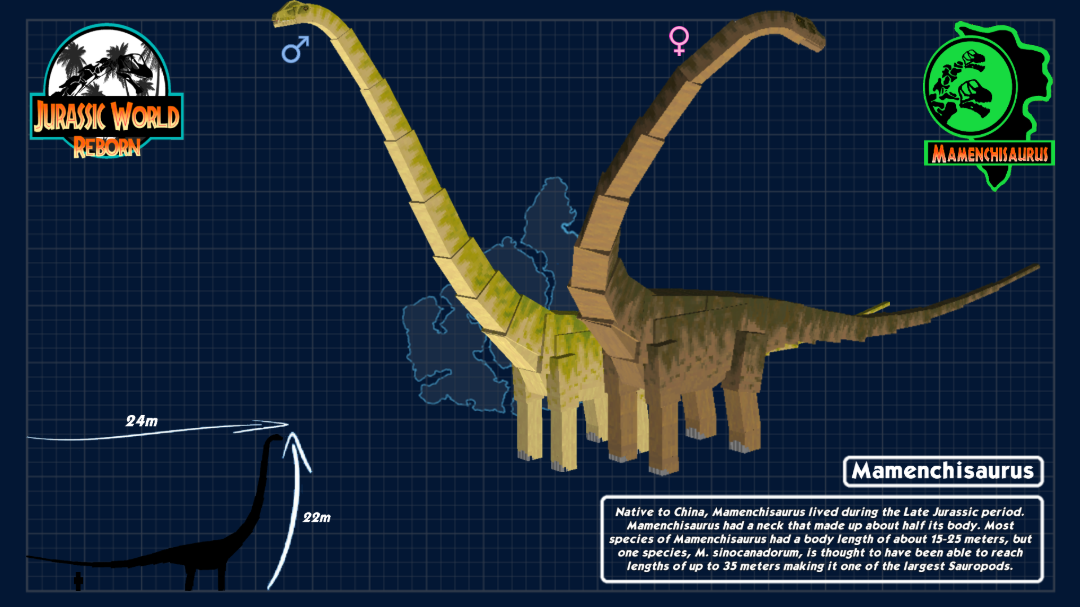 Jurassic World
Reborn
Mamenchisaurus
24m
22m
Mamenchisaurus
Native to China, Mamenchisaurus lived during the Late Jurassic period.
Mamenchisaurus had a neck that made up about half its body. Most
species of Mamenchisaurus had a body length of about 15-25 meters, but
one species, M. sinocanadorum, is thought to have been able to reach
lengths of up to 35 meters making it one of the largest Sauropods.